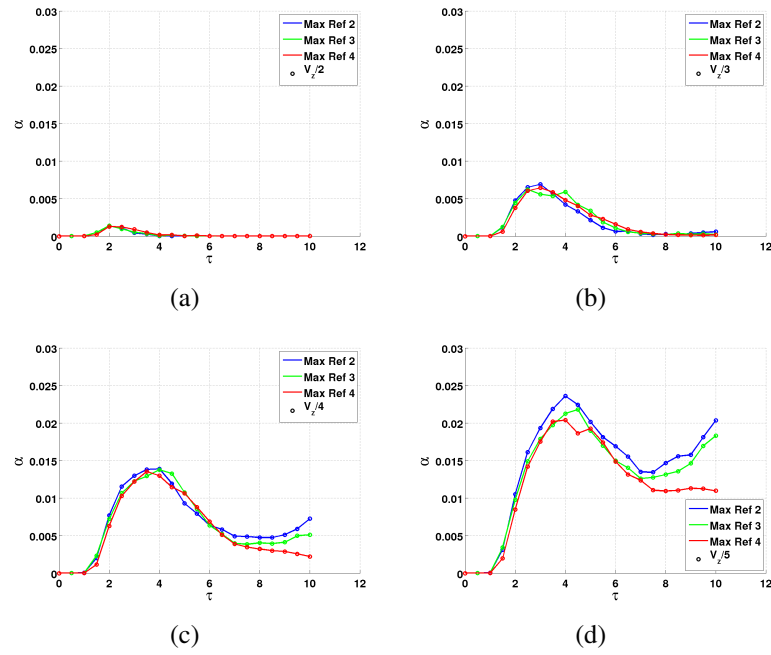 0.03
0.025
0.02
0.015
0.01
0.005
0
α
0 2 4 6 8 10 12
τ
Max Ref 2
Max Ref 3
Max Ref 4
V_z/2
(a)
0.03
0.025
0.02
0.015
0.01
0.005
0
α
0 2 4 6 8 10 12
τ
Max Ref 2
Max Ref 3
Max Ref 4
V_z/3
(b)
0.03
0.025
0.02
0.015
0.01
0.005
0
α
0 2 4 6 8 10 12
τ
Max Ref 2
Max Ref 3
Max Ref 4
V_z/4
(c)
0.03
0.025
0.02
0.015
0.01
0.005
0
α
0 2 4 6 8 10 12
τ
Max Ref 2
Max Ref 3
Max Ref 4
V_z/5
(d)